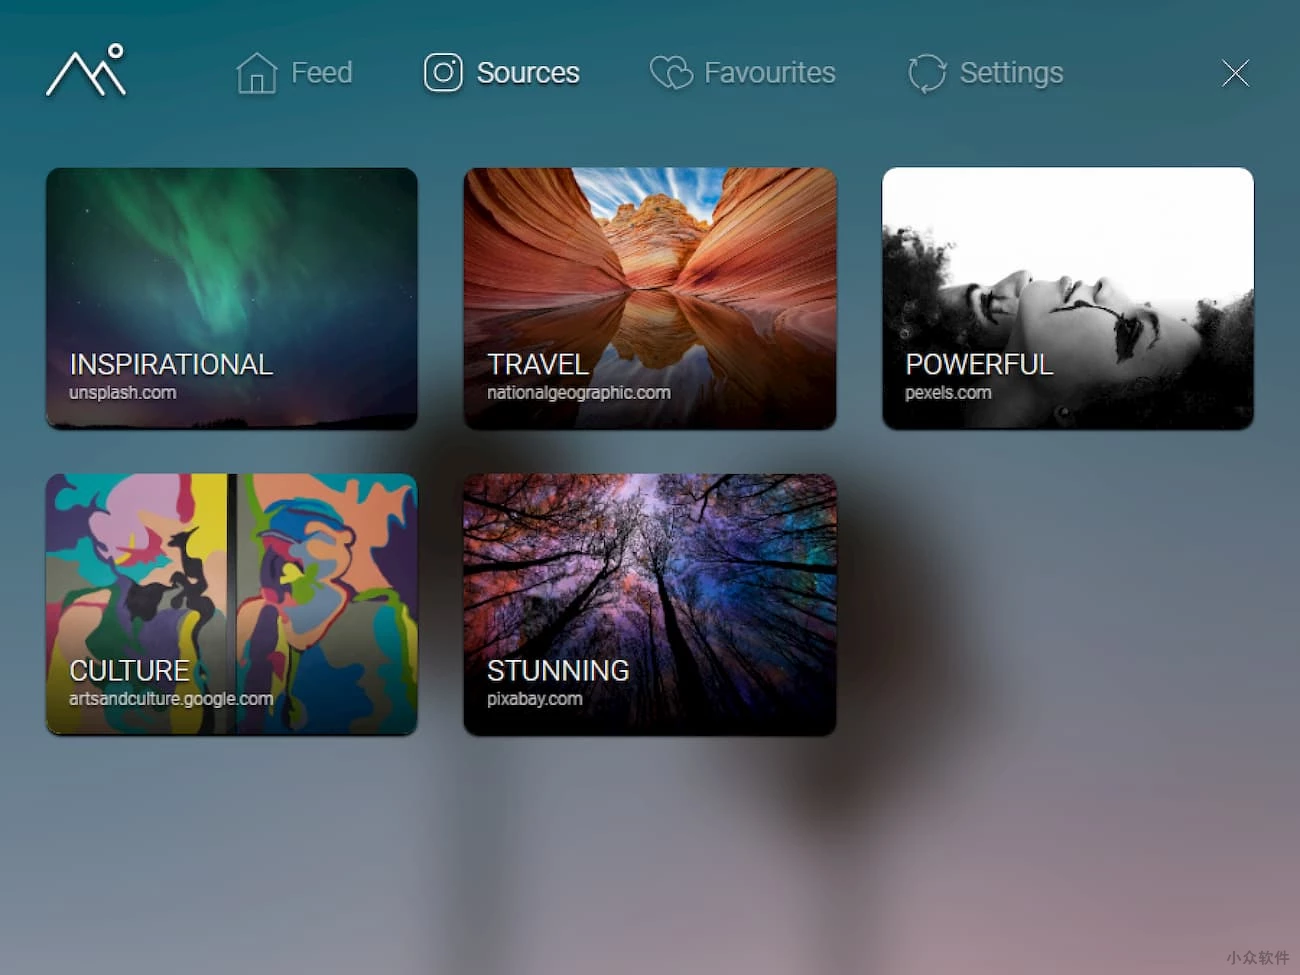 Feed
Sources
Favourites
Settings
INSPIRATIONAL
unsplash.com
TRAVEL
nationalgeographic.com
POWERFUL
pexels.com
CULTURE
artsandculture.google.com
STUNNING
pixabay.com
小众软件